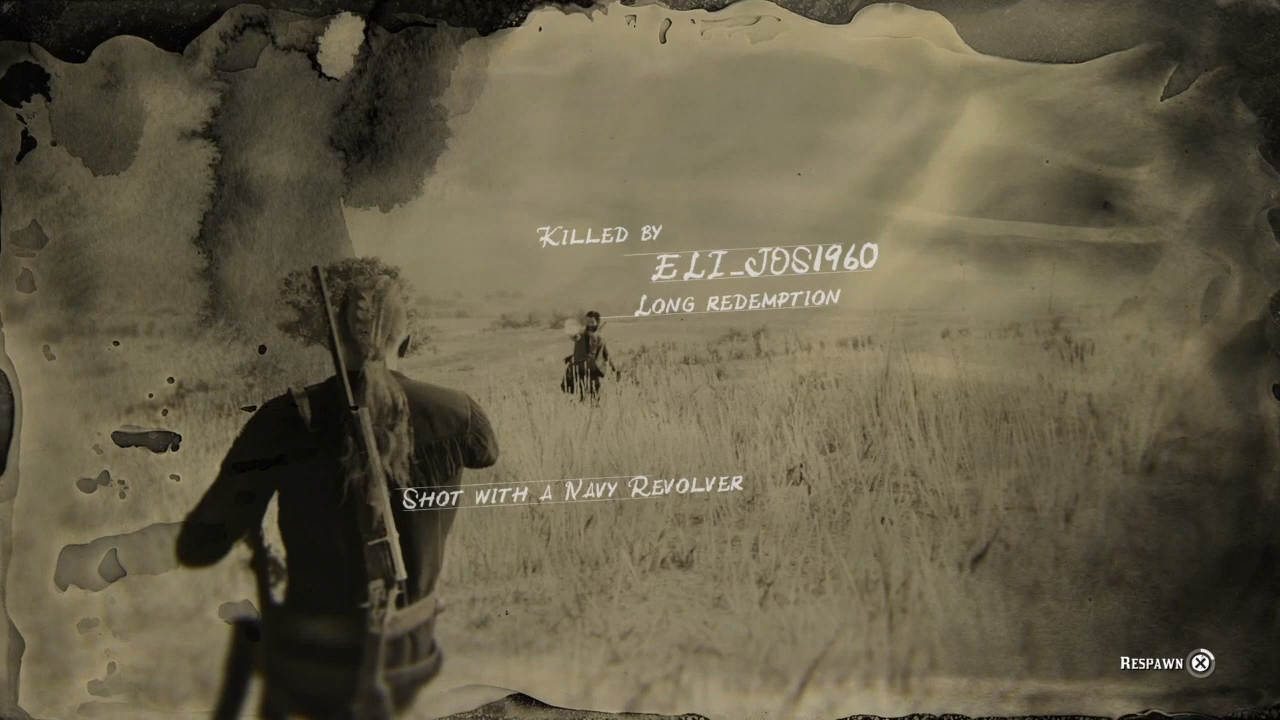 Killed by
ELI_JOS1960
Long redemption
Shot with a Navy Revolver
Respawn